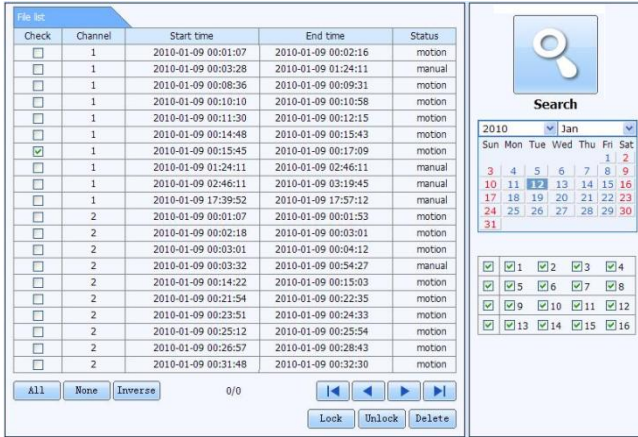 File list
Check Channel Start time End time Status
1 2010-01-09 00:01:07 2010-01-09 00:02:16 motion
1 2010-01-09 00:03:28 2010-01-09 01:24:11 manual
1 2010-01-09 00:08:36 2010-01-09 00:09:31 motion
1 2010-01-09 00:10:10 2010-01-09 00:10:58 motion
1 2010-01-09 00:11:30 2010-01-09 00:12:15 motion
1 2010-01-09 00:14:48 2010-01-09 00:15:43 motion
1 2010-01-09 00:15:45 2010-01-09 00:17:09 motion
1 2010-01-09 01:24:11 2010-01-09 02:46:11 manual
1 2010-01-09 02:46:11 2010-01-09 03:19:45 manual
1 2010-01-09 17:39:52 2010-01-09 17:57:12 manual
2 2010-01-09 00:01:07 2010-01-09 00:01:53 motion
2 2010-01-09 00:02:18 2010-01-09 00:03:01 motion
2 2010-01-09 00:03:01 2010-01-09 00:04:12 motion
2 2010-01-09 00:03:32 2010-01-09 00:54:27 manual
2 2010-01-09 00:14:22 2010-01-09 00:15:03 motion
2 2010-01-09 00:21:54 2010-01-09 00:22:35 motion
2 2010-01-09 00:23:51 2010-01-09 00:24:33 motion
2 2010-01-09 00:25:12 2010-01-09 00:25:54 motion
2 2010-01-09 00:26:57 2010-01-09 00:28:43 motion
2 2010-01-09 00:31:48 2010-01-09 00:32:30 motion
All None Inverse 0/0
Lock Unlock Delete
Search
2010 Jan
Sun Mon Tue Wed Thu Fri Sat
1 2
3 4 5 6 7 8 9
10 11 12 13 14 15 16
17 18 19 20 21 22 23
24 25 26 27 28 29 30
31
1 2 3 4
5 6 7 8
9 10 11 12
13 14 15 16